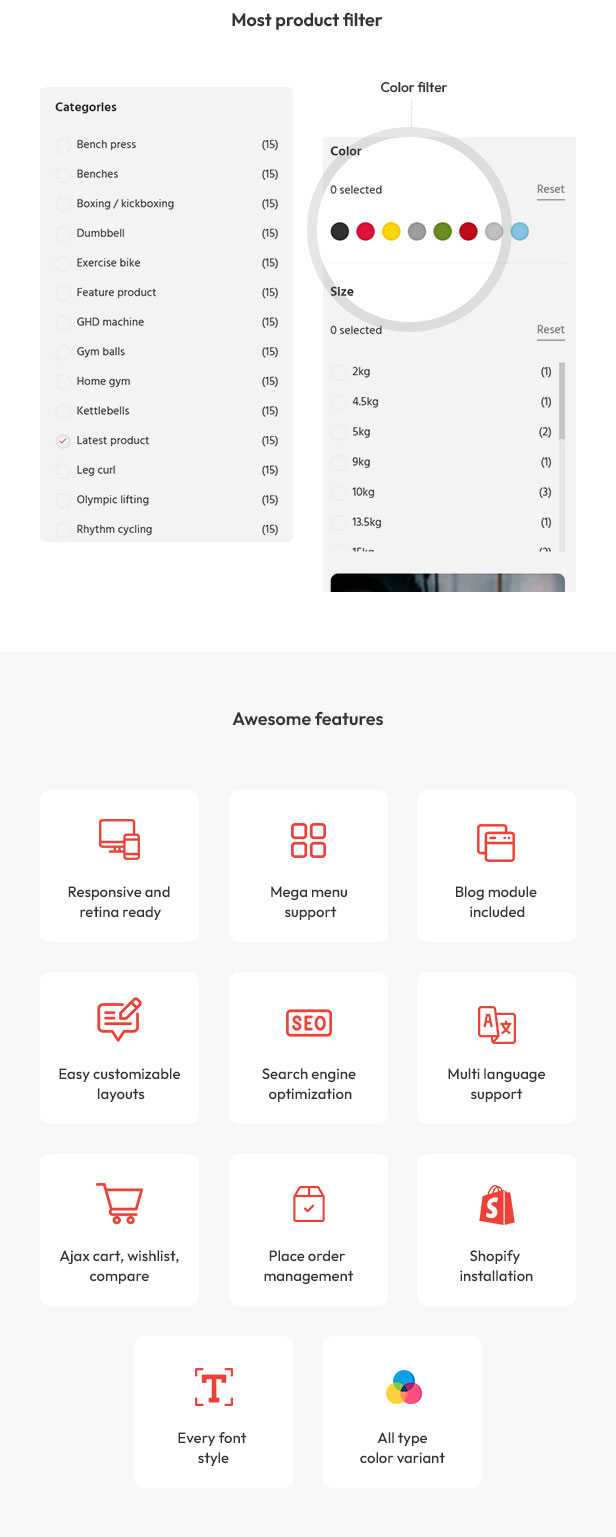 Most product filter
Categories
Bench press (15)
Benches (15)
Boxing / kickboxing (15)
Dumbbell (15)
Exercise bike (15)
Feature product (15)
GHD machine (15)
Gym balls (15)
Home gym (15)
Kettlebells (15)
Latest product (15)
Leg curl (15)
Olympic lifting (15)
Rhythm cycling (15)
Color filter
Color
0 selected Reset
Size
0 selected Reset
2kg (1)
4.5kg (1)
5kg (2)
9kg (1)
10kg (3)
13.5kg (1)
Awesome features
Responsive and
retina ready
Mega menu
support
Blog module
included
Easy customizable
layouts
SEO
Search engine
optimization
A
文
Multi language
support
Ajax cart, wishlist,
compare
Place order
management
S
Shopify
installation
T
Every font
style
All type
color variant